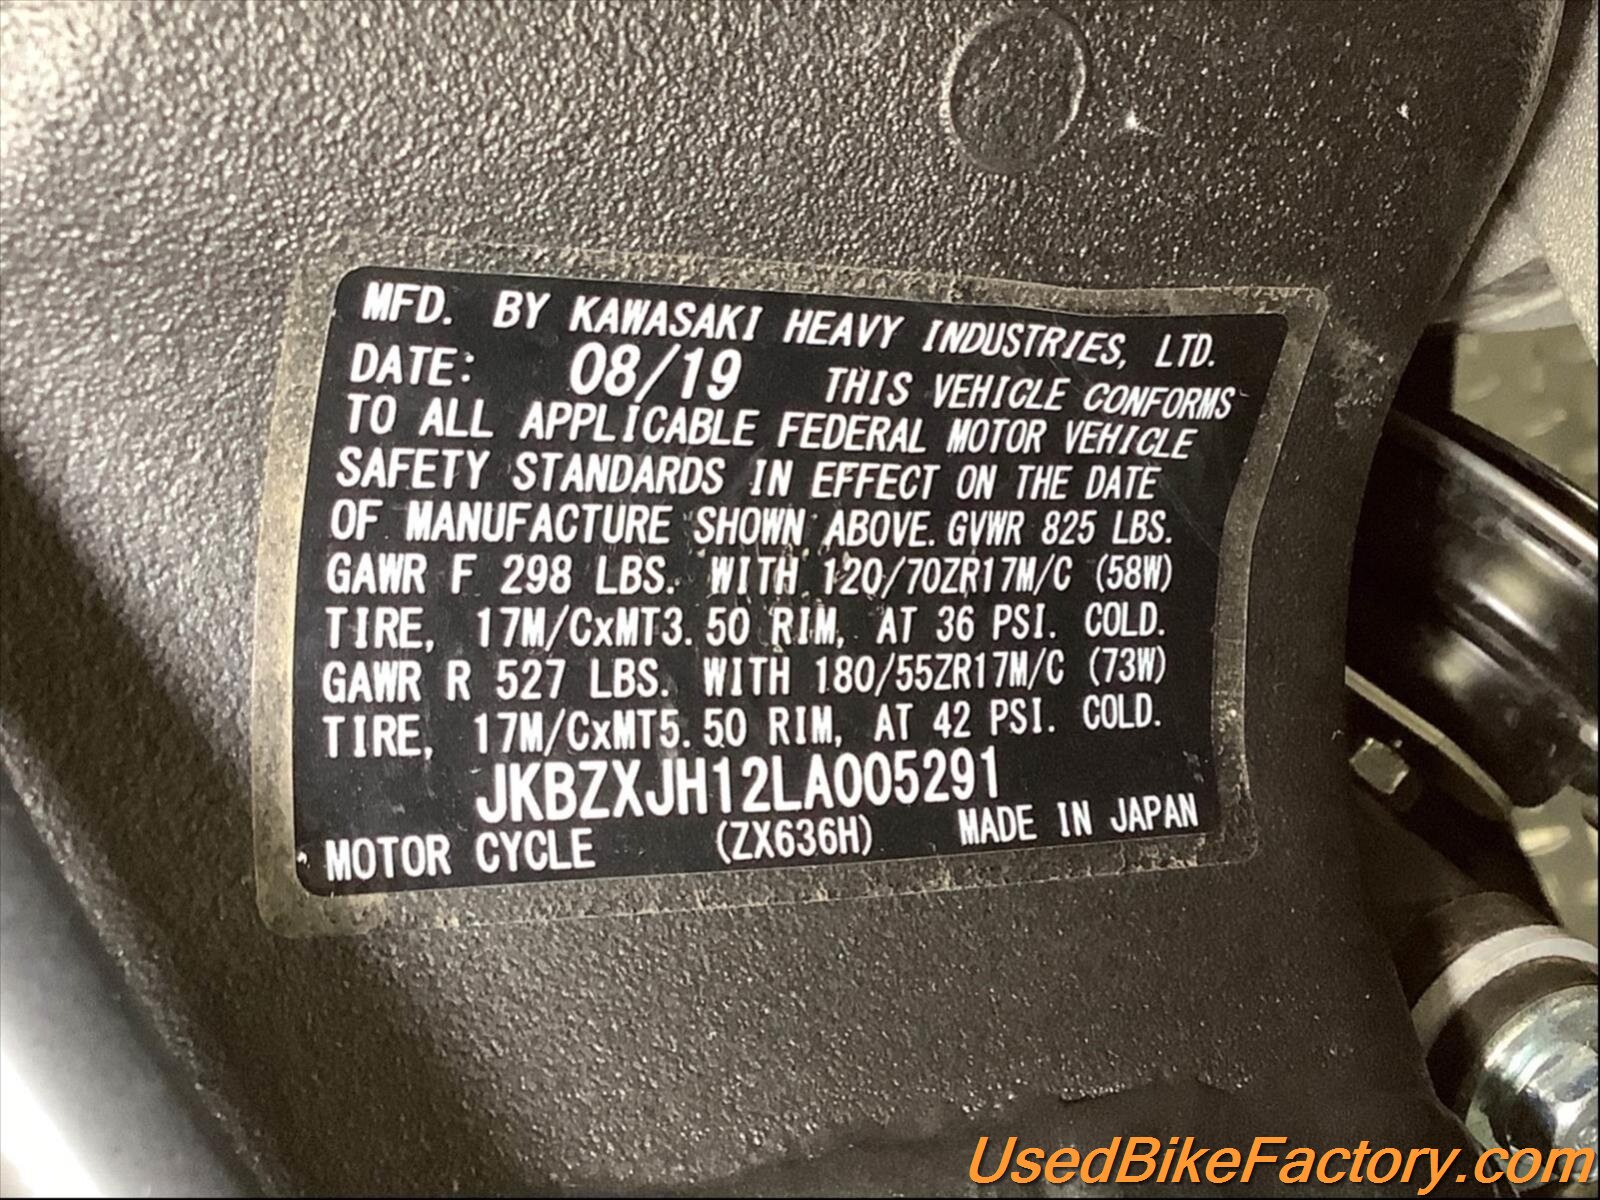 MFD. BY KAWASAKI HEAVY INDUSTRIES, LTD.
DATE: 08/19 THIS VEHICLE CONFORMS
TO ALL APPLICABLE FEDERAL MOTOR VEHICLE
SAFETY STANDARDS IN EFFECT ON THE DATE
OF MANUFACTURE SHOWN ABOVE. GVWR 825 LBS.
GAWR F 298 LBS. WITH 120/70ZR17M/C (58W)
TIRE, 17M/CxMT3.50 RIM, AT 36 PSI. COLD.
GAWR R 527 LBS. WITH 180/55ZR17M/C (73W)
TIRE, 17M/CxMT5.50 RIM, AT 42 PSI. COLD.
JKBZXJH12LA005291
MOTOR CYCLE (ZX636H) MADE IN JAPAN
UsedBikeFactory.com